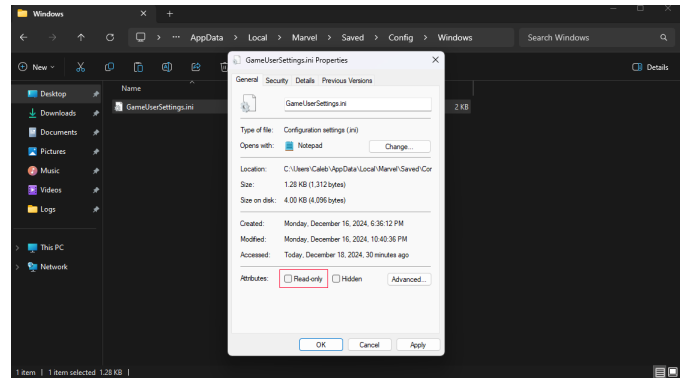 Windows
AppData > Local > Marvel > Saved > Config > Windows
Search Windows
New
Details
Desktop
Downloads
Documents
Pictures
Music
Videos
Logs
This PC
Network
Name
GameUserSettings.ini
2 KB
GameUserSettings.ini Properties
General Security Details Previous Versions
GameUserSettings.ini
Type of file: Configuration settings (.ini)
Opens with: Notepad Change...
Location: C:\Users\Caleb\AppData\Local\Marvel\Saved\Cor
Size: 1.28 KB (1,312 bytes)
Size on disk: 4.00 KB (4,096 bytes)
Created: Monday, December 16, 2024, 6:36:12 PM
Modified: Monday, December 16, 2024, 10:40:36 PM
Accessed: Today, December 18, 2024, 30 minutes ago
Attributes: Read-only Hidden Advanced...
OK Cancel Apply
1 item | 1 item selected 1.28 KB |